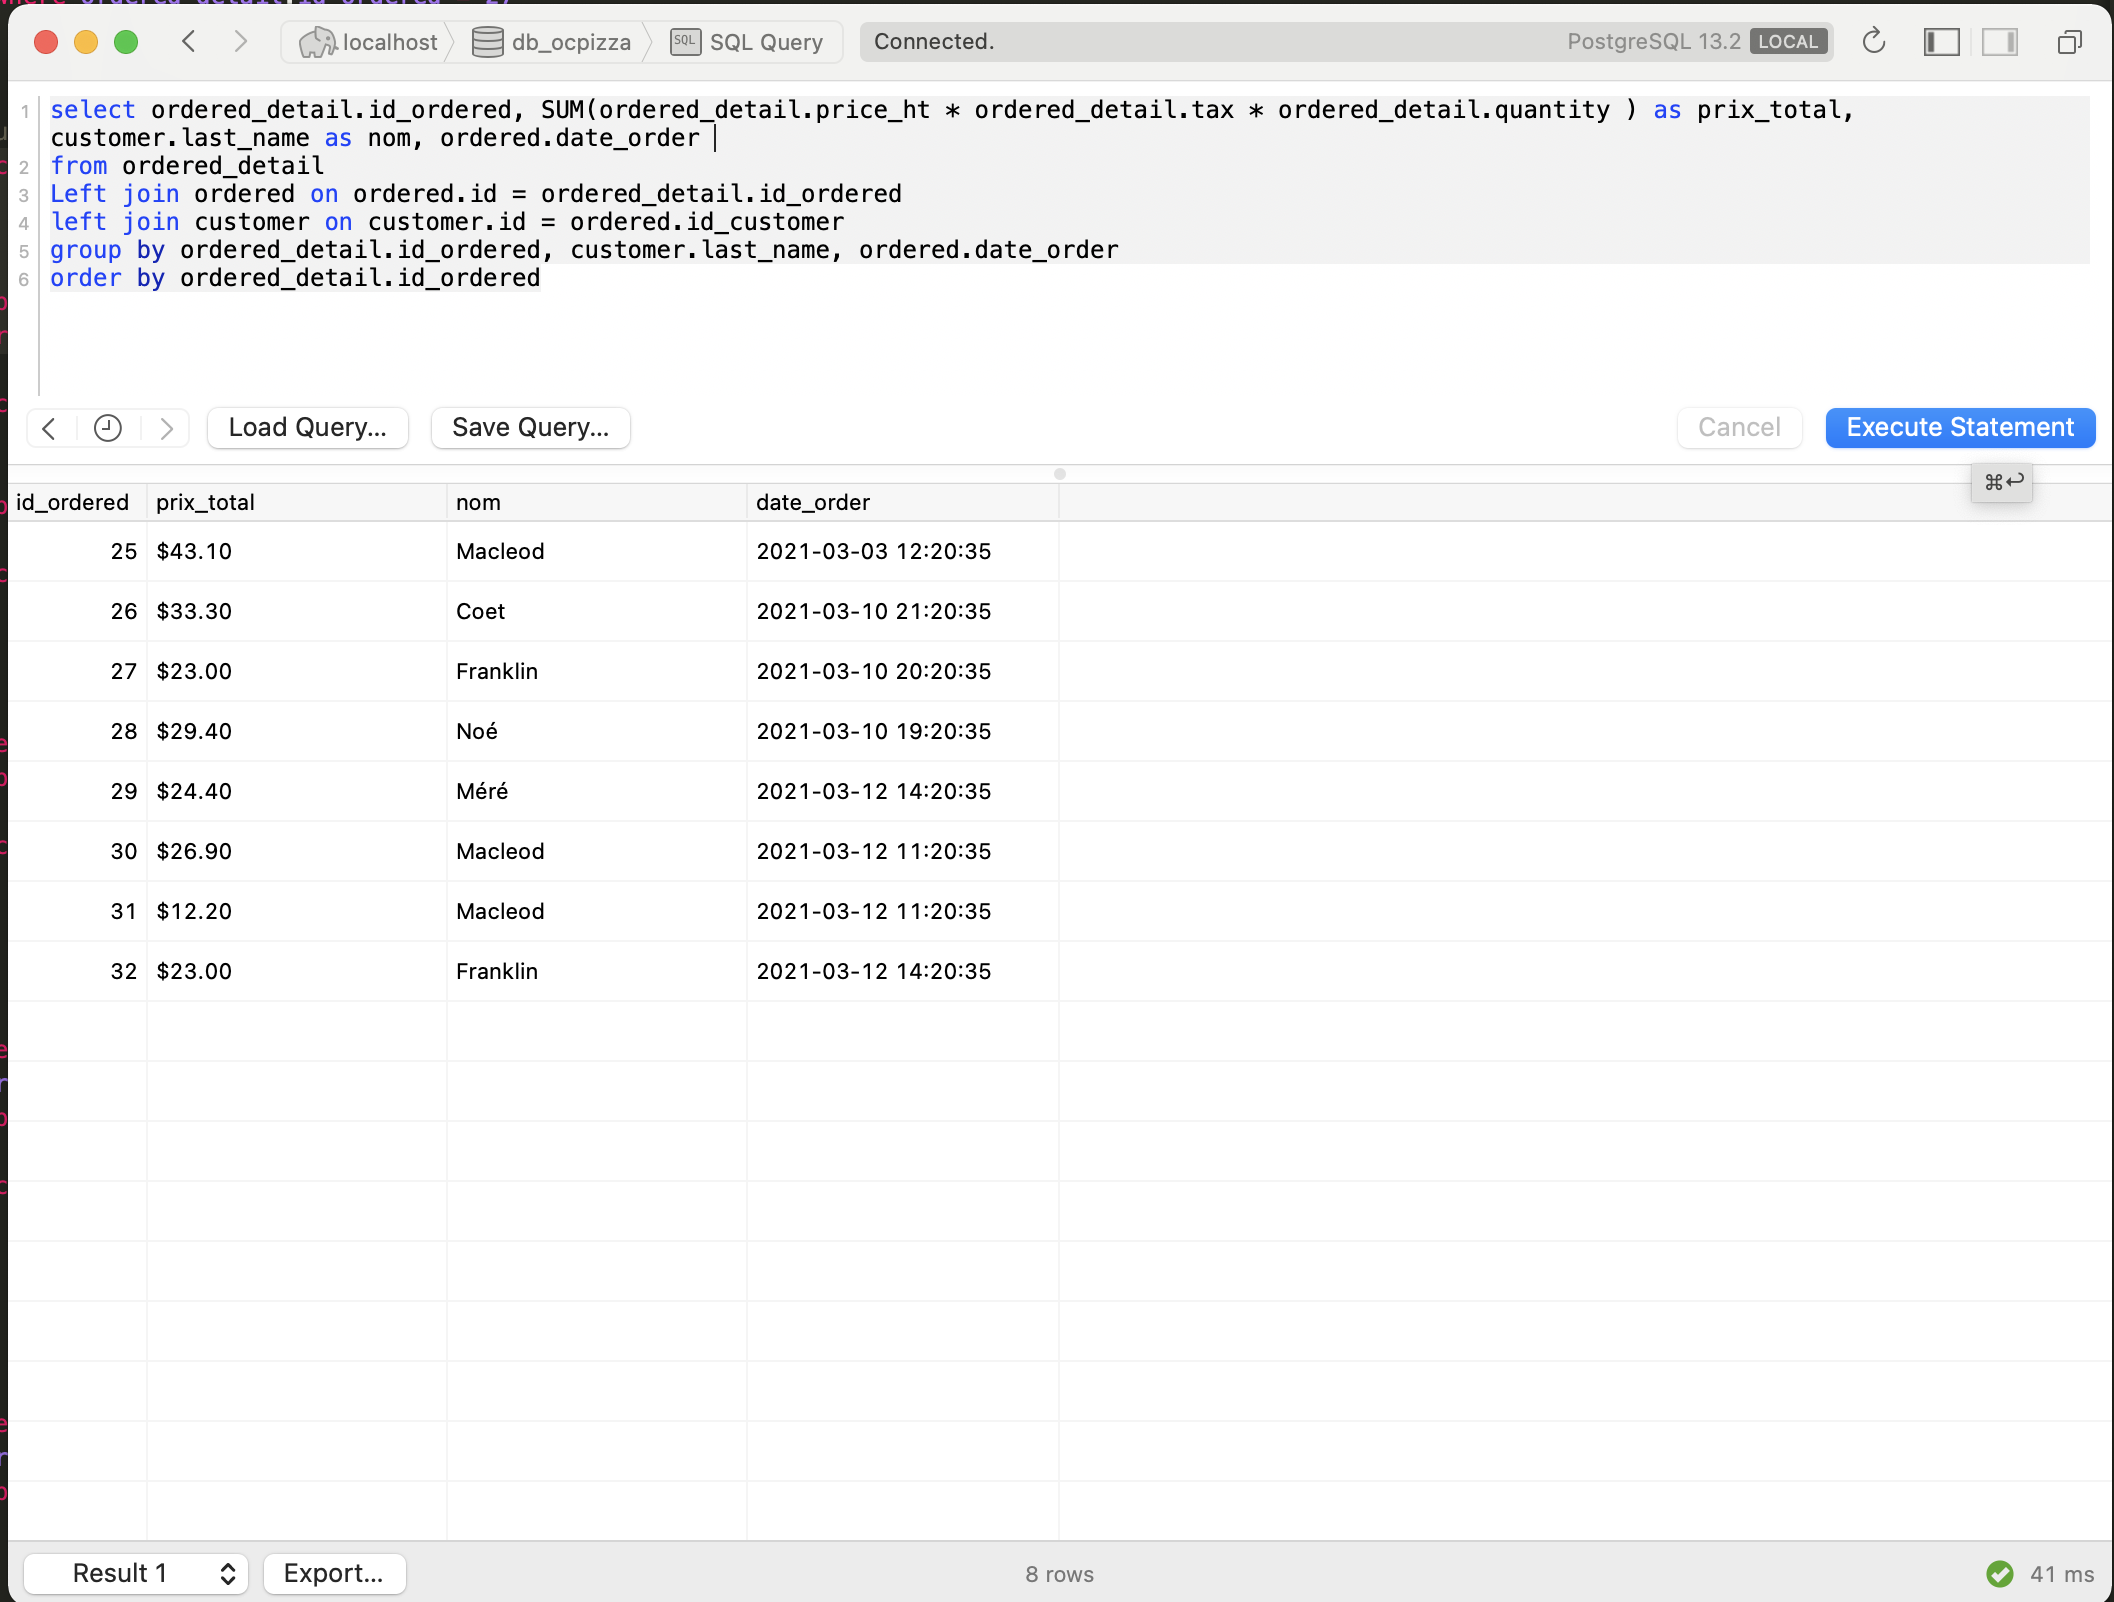 localhost db_ocpizza SQL SQL Query Connected. PostgreSQL 13.2 LOCAL
1 select ordered_detail.id_ordered, SUM(ordered_detail.price_ht * ordered_detail.tax * ordered_detail.quantity ) as prix_total,
customer.last_name as nom, ordered.date_order
2 from ordered_detail
3 Left join ordered on ordered.id = ordered_detail.id_ordered
4 left join customer on customer.id = ordered.id_customer
5 group by ordered_detail.id_ordered, customer.last_name, ordered.date_order
6 order by ordered_detail.id_ordered
Load Query... Save Query... Cancel Execute Statement
⌘↩
id_ordered prix_total nom date_order
25 $43.10 Macleod 2021-03-03 12:20:35
26 $33.30 Coet 2021-03-10 21:20:35
27 $23.00 Franklin 2021-03-10 20:20:35
28 $29.40 Noé 2021-03-10 19:20:35
29 $24.40 Méré 2021-03-12 14:20:35
30 $26.90 Macleod 2021-03-12 11:20:35
31 $12.20 Macleod 2021-03-12 11:20:35
32 $23.00 Franklin 2021-03-12 14:20:35
Result 1 Export... 8 rows 41 ms